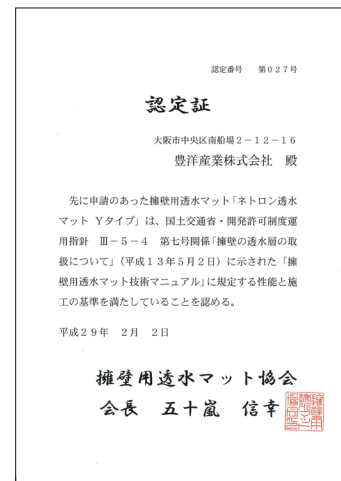 認定番号　第027号
認定証
大阪市中央区南船場2－12－16
豊洋産業株式会社　殿
先に申請のあった擁壁用透水マット「ネトロン透水
マット Yタイプ」は、国土交通省・開発許可制度運
用指針　Ⅲ－5－4　第七号関係「擁壁の透水層の取
扱について」（平成13年5月2日）に示された「擁
壁用透水マット技術マニュアル」に規定する性能と施
工の基準を満たしていることを認める。
平成29年　2月　2日
擁壁用透水マット協会
会長　五十嵐　信幸